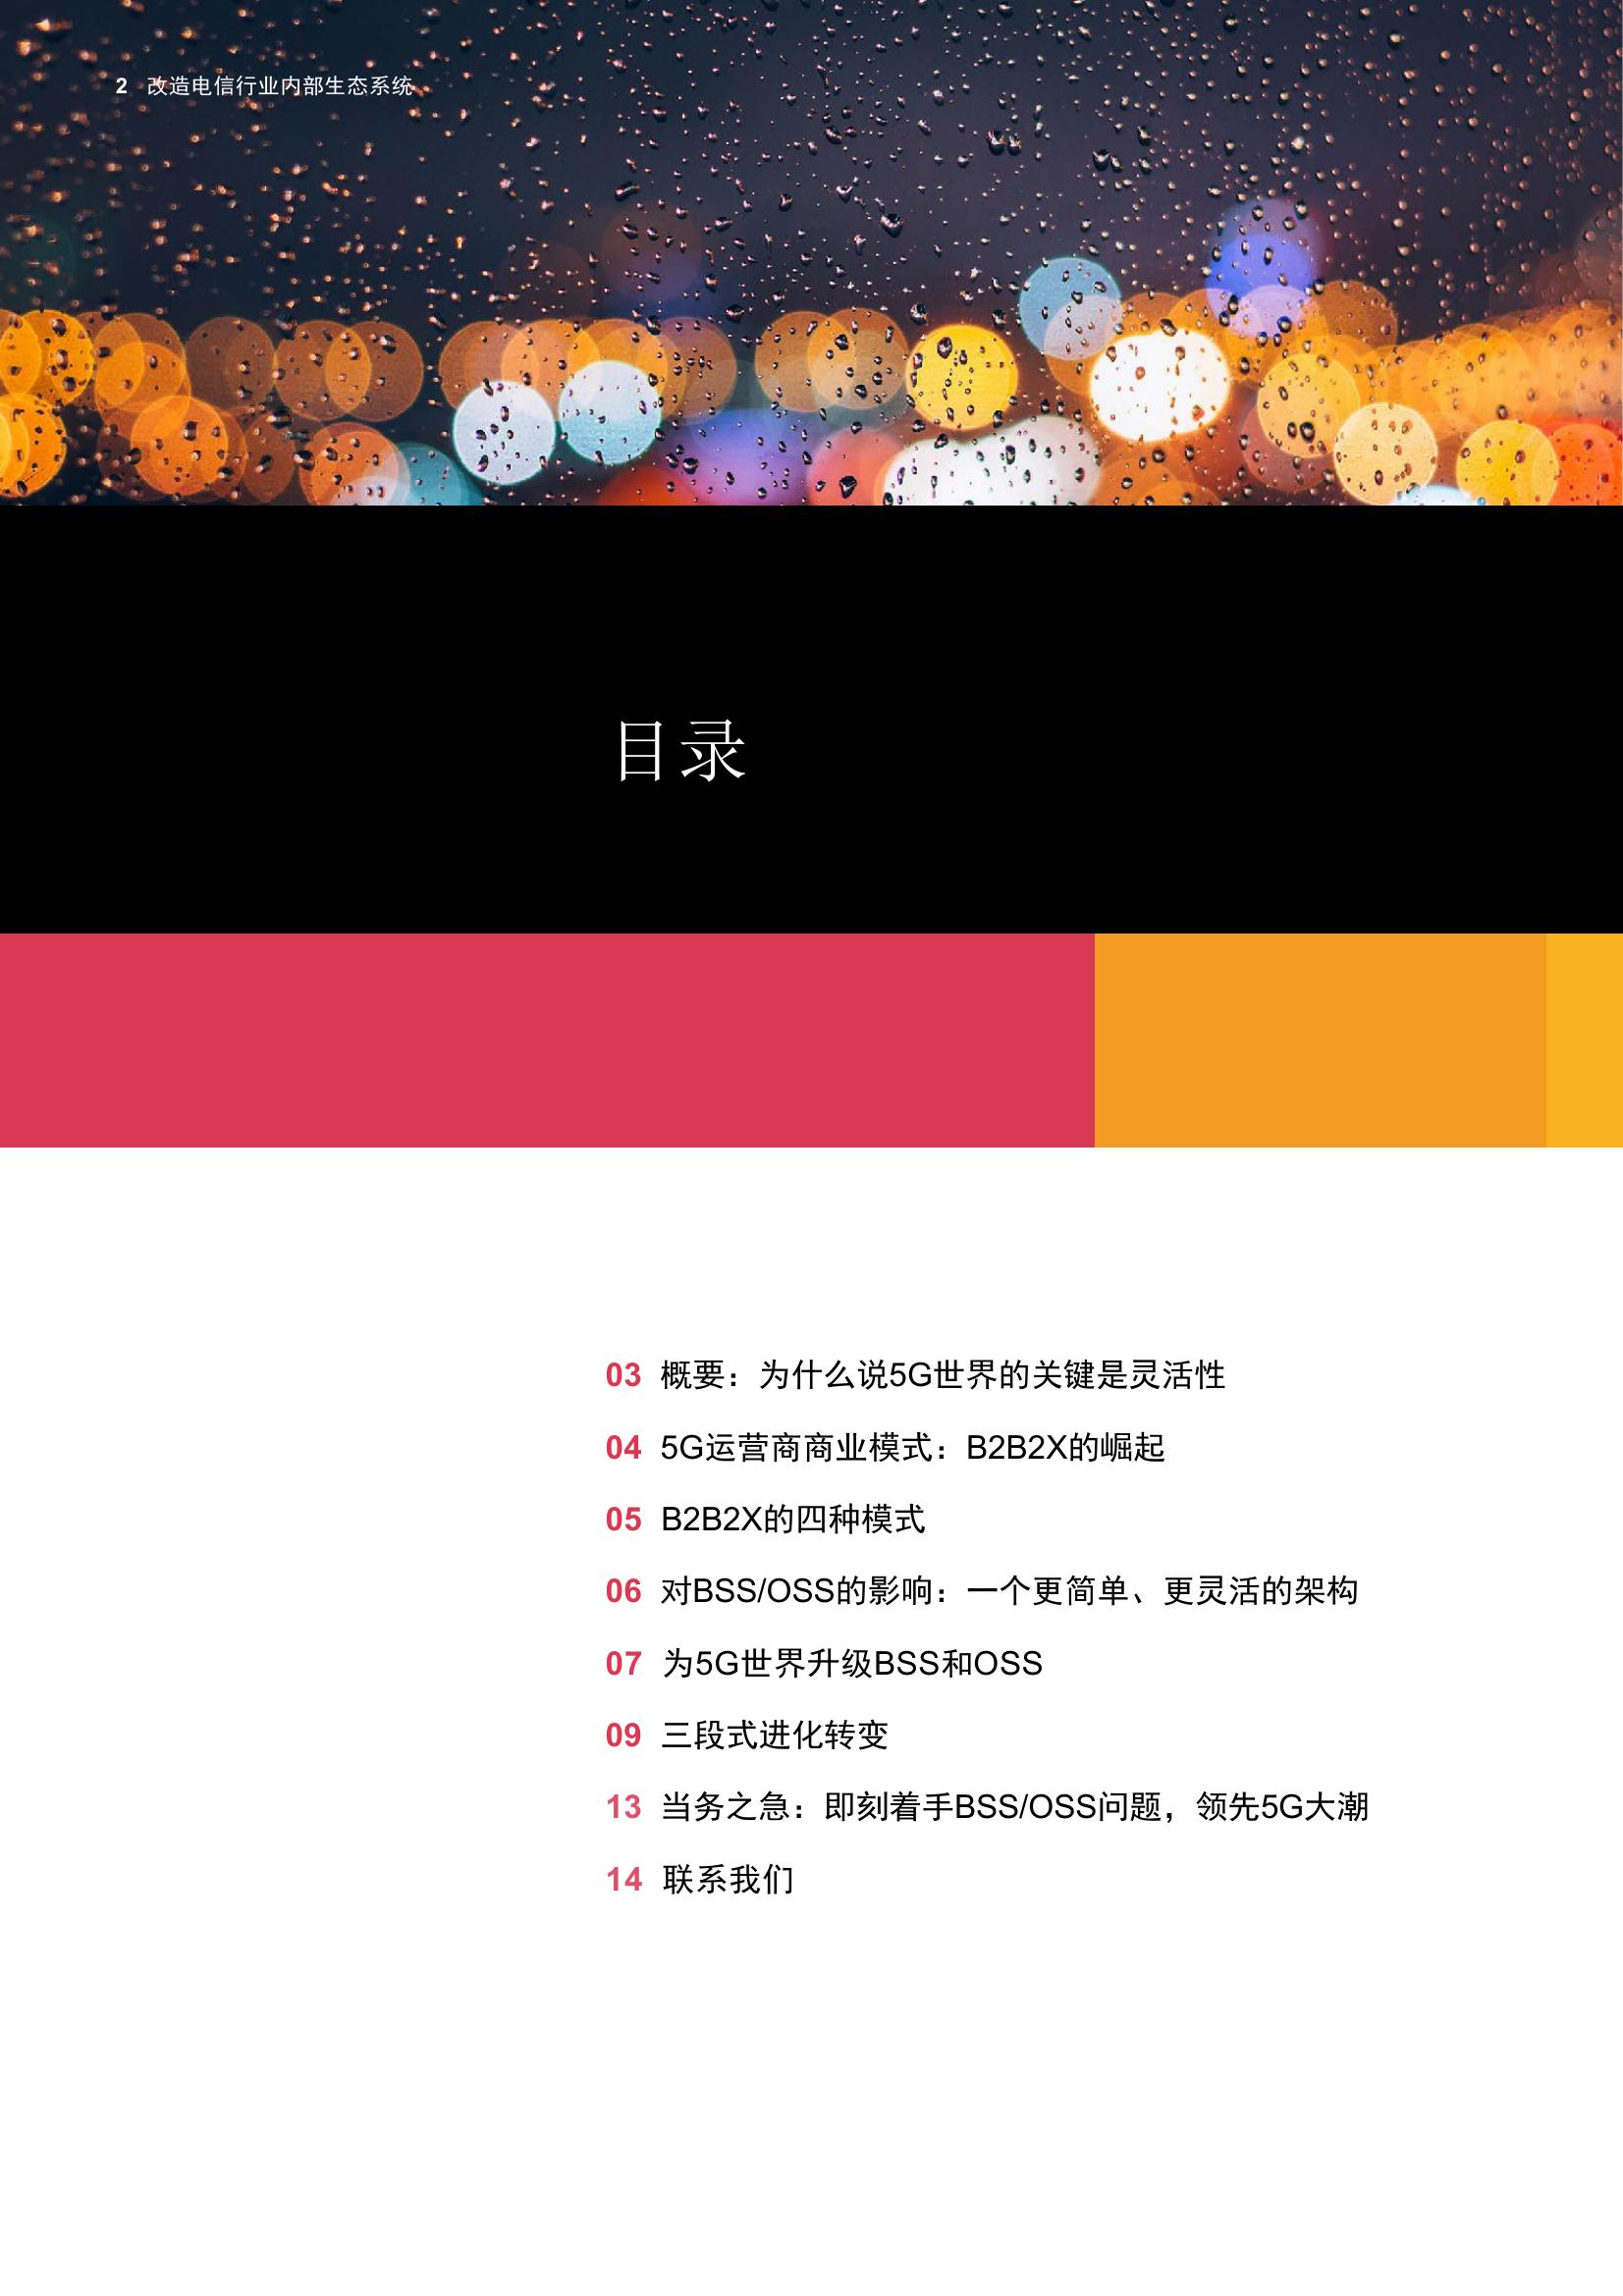 2 改造电信行业内部生态系统
目录
03 概要：为什么说5G世界的关键是灵活性
04 5G运营商商业模式：B2B2X的崛起
05 B2B2X的四种模式
06 对BSS/OSS的影响：一个更简单、更灵活的架构
07 为5G世界升级BSS和OSS
09 三段式进化转变
13 当务之急：即刻着手BSS/OSS问题，领先5G大潮
14 联系我们